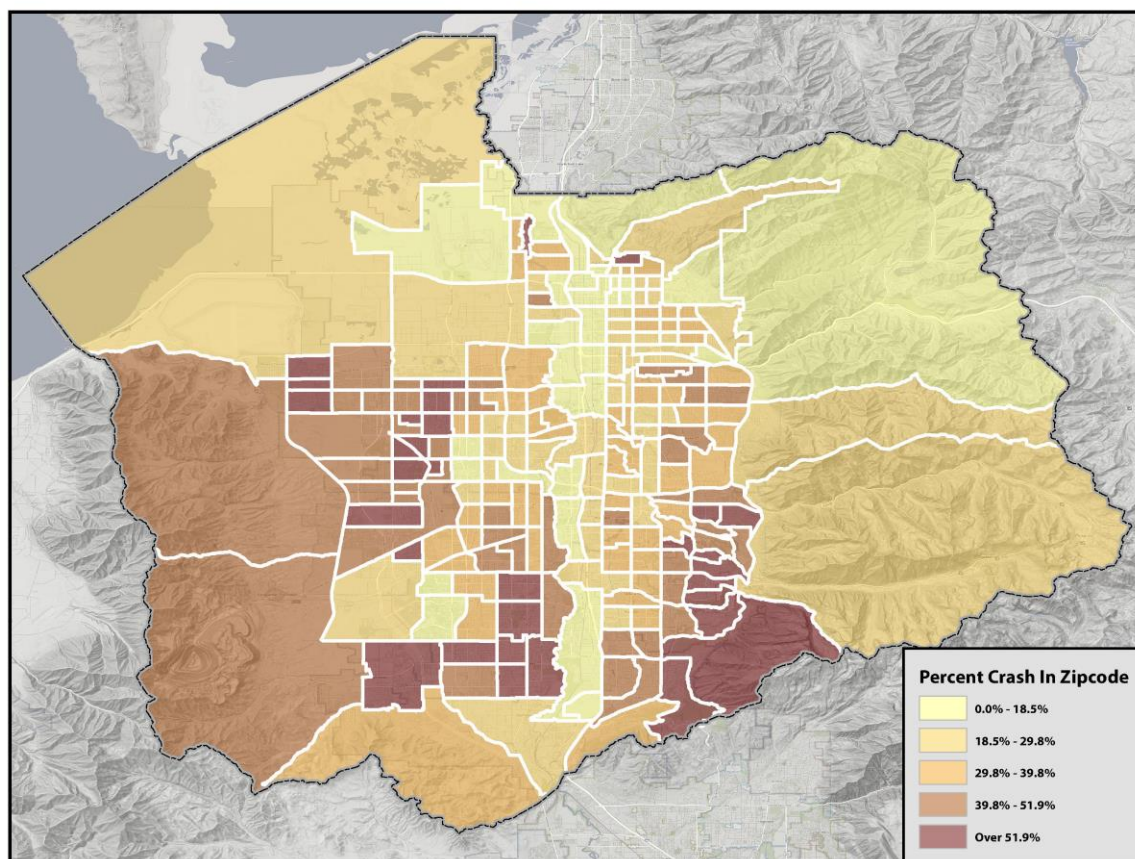 Percent Crash In Zipcode
0.0% - 18.5%
18.5% - 29.8%
29.8% - 39.8%
39.8% - 51.9%
Over 51.9%